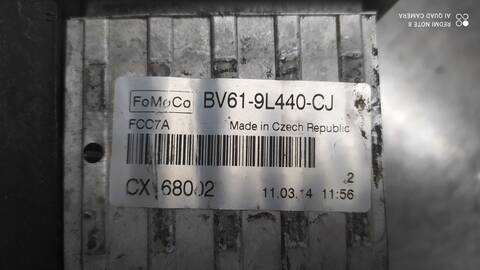 REDMI NOTE 8
AI QUAD CAMERA
FoMoCo BV61-9L440-CJ
FCC7A Made in Czech Republic
2
CX 68002 11.03.14 11:56